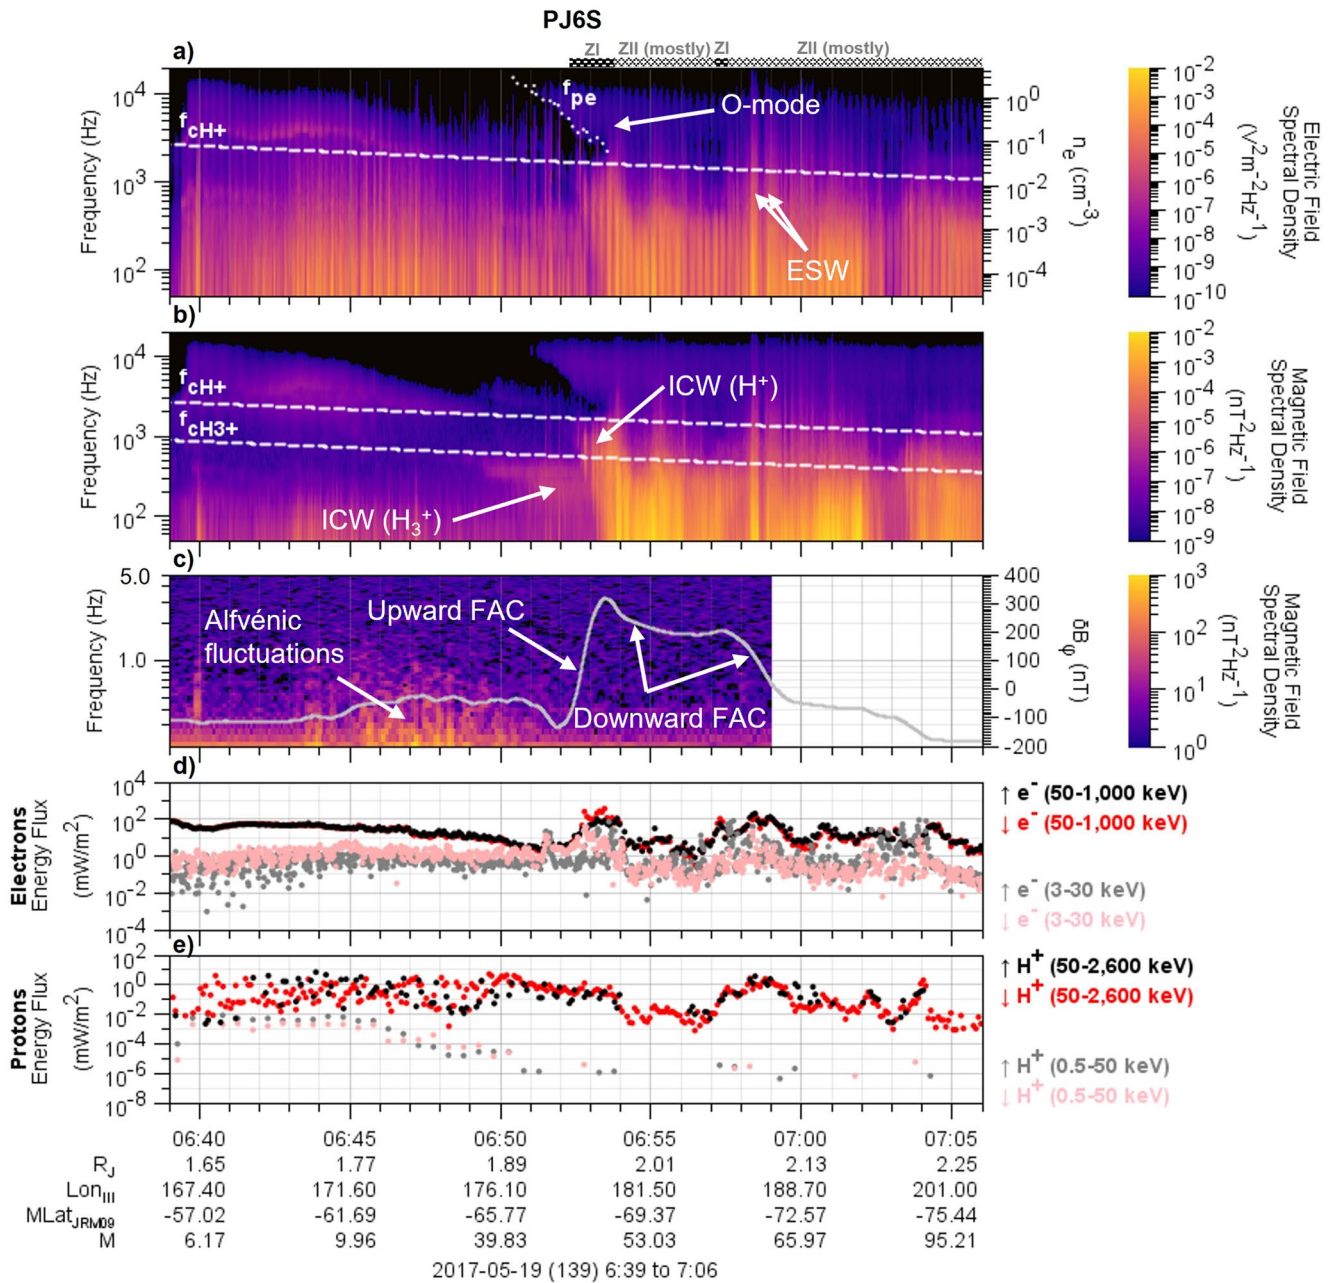 PJ6S
a)
ZI ZII (mostly) ZI ZII (mostly)
10⁴
10³
10²
Frequency (Hz)
f_cH+
f_pe
O-mode
ESW
10⁰
10⁻¹
10⁻²
10⁻³
10⁻⁴
n_e (cm⁻³)
10⁻²
10⁻³
10⁻⁴
10⁻⁵
10⁻⁶
10⁻⁷
10⁻⁸
10⁻⁹
10⁻¹⁰
Electric Field
Spectral Density
(V²m⁻²Hz⁻¹)
b)
10⁴
10³
10²
Frequency (Hz)
f_cH+
f_cH3+
ICW (H⁺)
ICW (H₃⁺)
10⁻²
10⁻³
10⁻⁴
10⁻⁵
10⁻⁶
10⁻⁷
10⁻⁸
10⁻⁹
Magnetic Field
Spectral Density
(nT²Hz⁻¹)
c)
5.0
1.0
Frequency (Hz)
Alfvénic
fluctuations
Upward FAC
Downward FAC
400
300
200
100
0
-100
-200
δB_φ (nT)
10³
10²
10¹
10⁰
Magnetic Field
Spectral Density
(nT²Hz⁻¹)
d)
10⁴
10²
10⁰
10⁻²
10⁻⁴
Electrons
Energy Flux
(mW/m²)
↑ e⁻ (50-1,000 keV)
↓ e⁻ (50-1,000 keV)
↑ e⁻ (3-30 keV)
↓ e⁻ (3-30 keV)
e)
10²
10⁰
10⁻²
10⁻⁴
10⁻⁶
10⁻⁸
Protons
Energy Flux
(mW/m²)
↑ H⁺ (50-2,600 keV)
↓ H⁺ (50-2,600 keV)
↑ H⁺ (0.5-50 keV)
↓ H⁺ (0.5-50 keV)
06:40 06:45 06:50 06:55 07:00 07:05
R_J 1.65 1.77 1.89 2.01 2.13 2.25
Lon_III 167.40 171.60 176.10 181.50 188.70 201.00
MLat_JRM09 -57.02 -61.69 -65.77 -69.37 -72.57 -75.44
M 6.17 9.96 39.83 53.03 65.97 95.21
2017-05-19 (139) 6:39 to 7:06